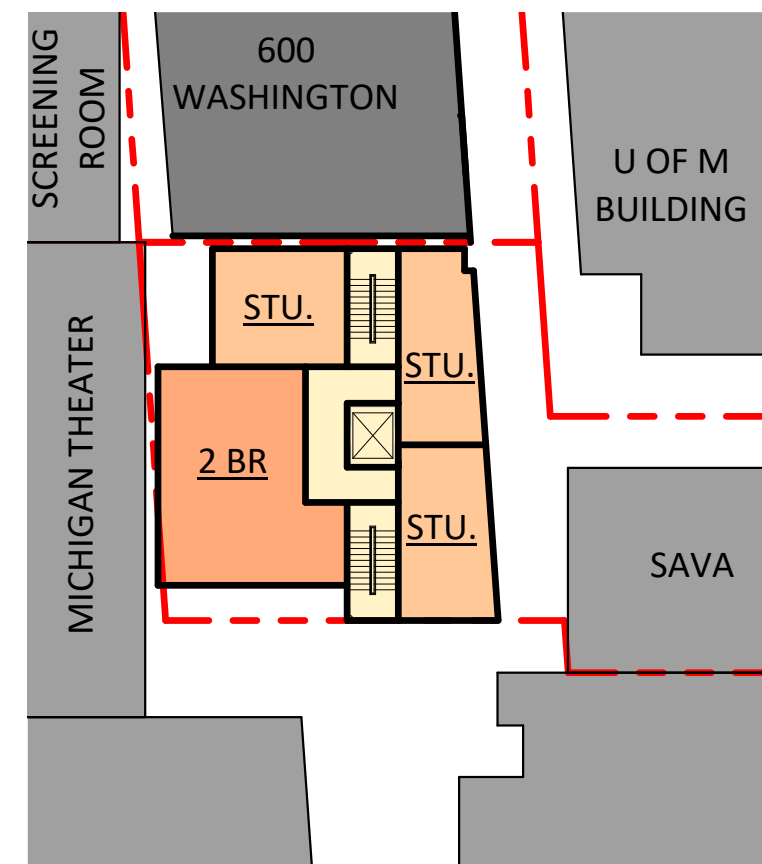 SCREENING
ROOM
600
WASHINGTON
U OF M
BUILDING
STU.
STU.
MICHIGAN THEATER
2 BR
STU.
SAVA